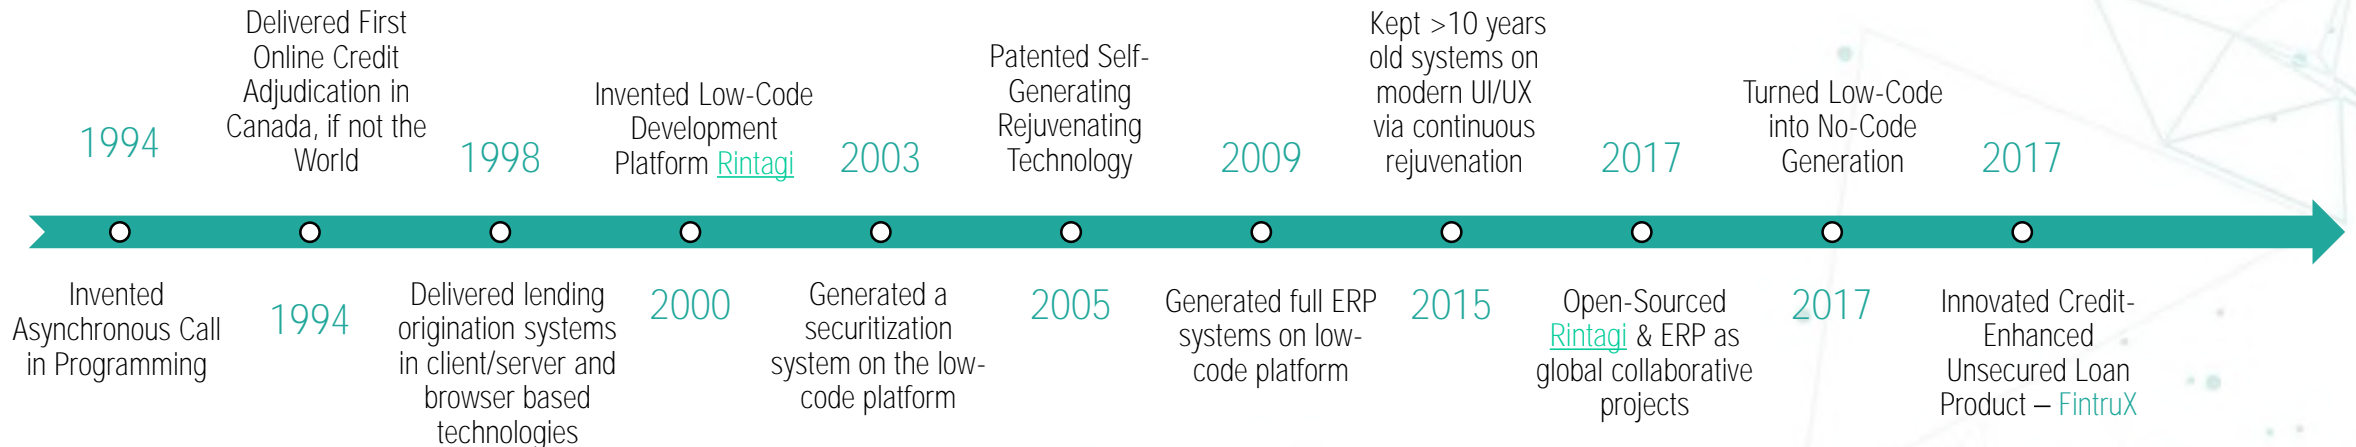 1994
Invented
Asynchronous Call
in Programming
Delivered First
Online Credit
Adjudication in
Canada, if not the
World
1994
1998
Delivered lending
origination systems
in client/server and
browser based
technologies
Invented Low-Code
Development
Platform Rintagi
2000
2003
Generated a
securitization
system on the low-
code platform
Patented Self-
Generating
Rejuvenating
Technology
2005
2009
Generated full ERP
systems on low-
code platform
Kept >10 years
old systems on
modern UI/UX
via continuous
rejuvenation
2015
2017
Open-Sourced
Rintagi & ERP as
global collaborative
projects
Turned Low-Code
into No-Code
Generation
2017
2017
Innovated Credit-
Enhanced
Unsecured Loan
Product – FintruX